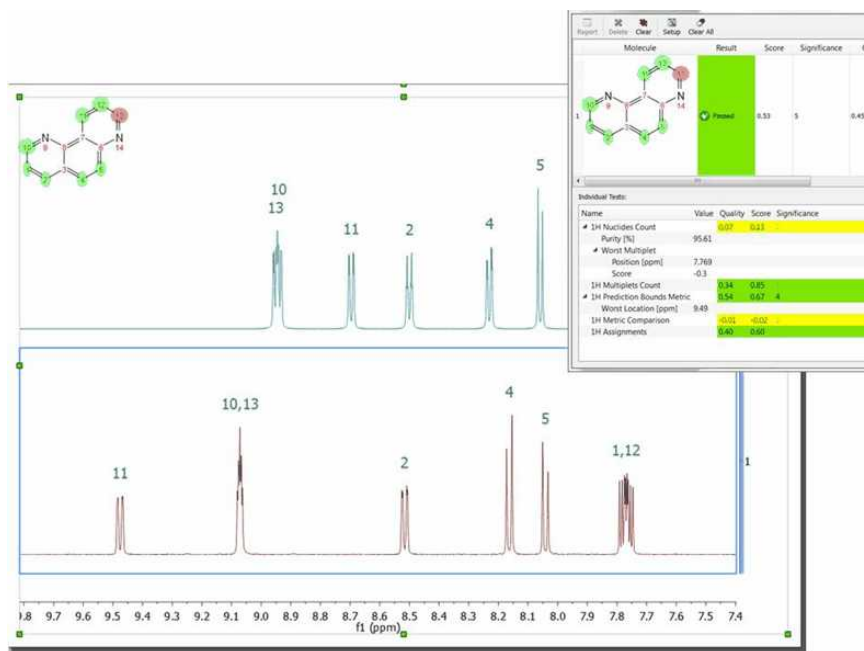 Report Delete Clear Setup Clear All
Molecule Result Score Significance
1 Passed 0.53 5 0.45
N N
9 14
Individual Tests:
Name Value Quality Score Significance
1H Nuclides Count 0.07 0.11
Purity [%] 95.61
Worst Multiplet
Position [ppm] 7.769
Score -0.3
1H Multiplets Count 0.34 0.85
1H Prediction Bounds Metric 0.54 0.67 4
Worst Location [ppm] 9.49
1H Metric Comparison -0.01 -0.02
1H Assignments 0.40 0.60
N N
9 14
10
13
11
2
4
5
11
10,13
2
4
5
1,12
1
9.8 9.7 9.6 9.5 9.4 9.3 9.2 9.1 9.0 8.9 8.8 8.7 8.6 8.5 8.4 8.3 8.2 8.1 8.0 7.9 7.8 7.7 7.6 7.5 7.4
f1 (ppm)